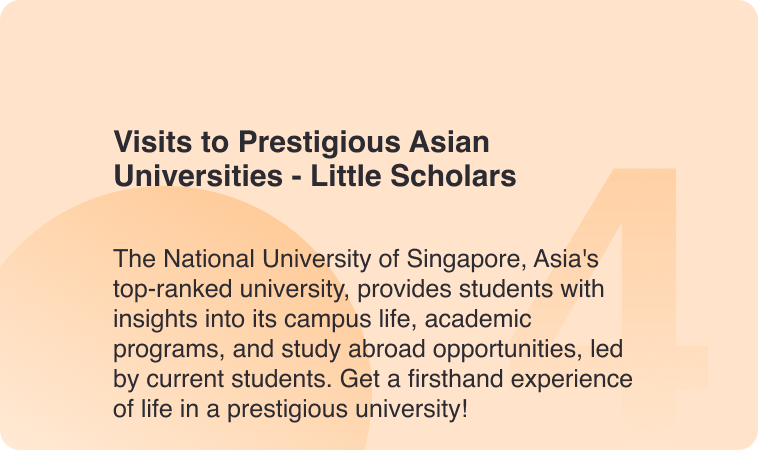 Visits to Prestigious Asian
Universities - Little Scholars
4
The National University of Singapore, Asia's
top-ranked university, provides students with
insights into its campus life, academic
programs, and study abroad opportunities, led
by current students. Get a firsthand experience
of life in a prestigious university!